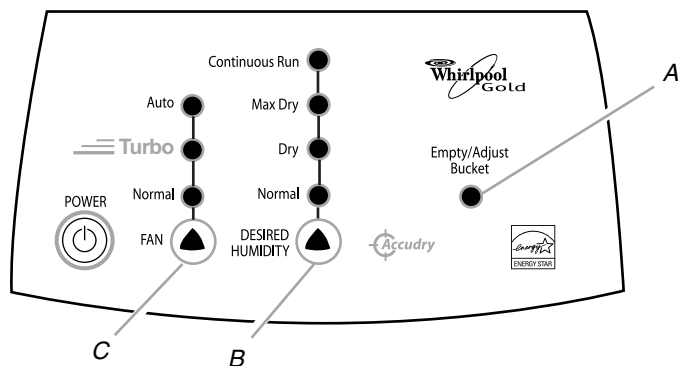 Continuous Run
Whirlpool
Gold
A
Auto
Max Dry
Turbo
Dry
Empty/Adjust
Bucket
Normal
Normal
POWER
FAN
DESIRED
HUMIDITY
Accudry
energy
ENERGY STAR
C
B